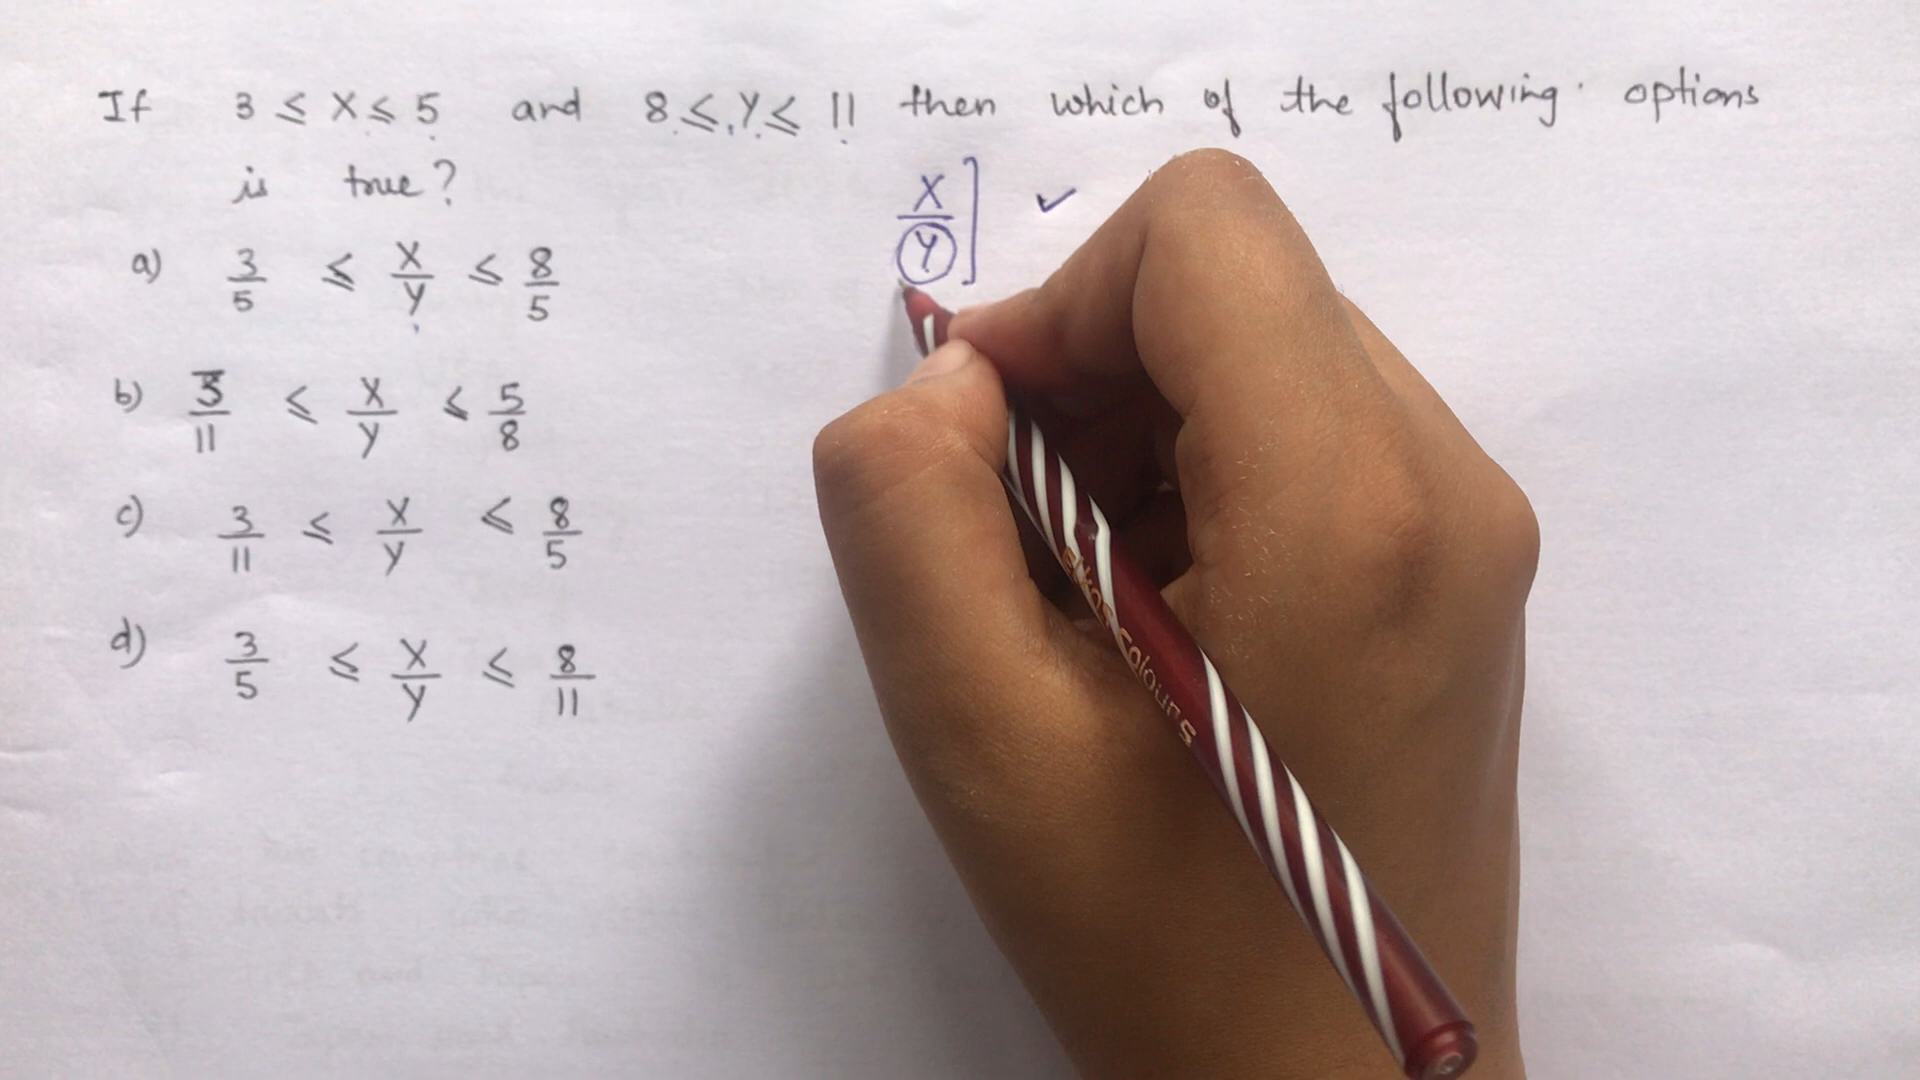 If 3 ≤ X ≤ 5 and 8 ≤ Y ≤ 11 then which of the following options
is true?
X/Y ] ✓
a) 3/5 ≤ X/Y ≤ 8/5
b) 3/11 ≤ X/Y ≤ 5/8
c) 3/11 ≤ X/Y ≤ 8/5
d) 3/5 ≤ X/Y ≤ 8/11
Colours